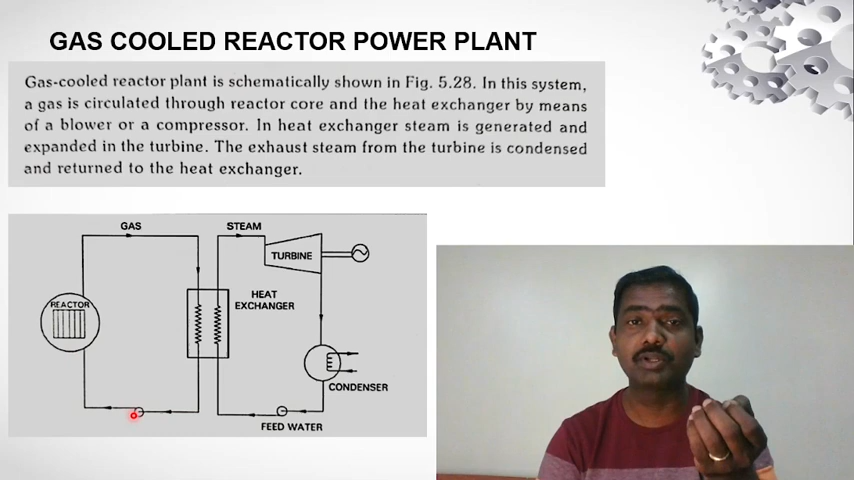 GAS COOLED REACTOR POWER PLANT
Gas-cooled reactor plant is schematically shown in Fig. 5.28. In this system,
a gas is circulated through reactor core and the heat exchanger by means
of a blower or a compressor. In heat exchanger steam is generated and
expanded in the turbine. The exhaust steam from the turbine is condensed
and returned to the heat exchanger.
GAS
STEAM
TURBINE
HEAT
EXCHANGER
REACTOR
CONDENSER
FEED WATER